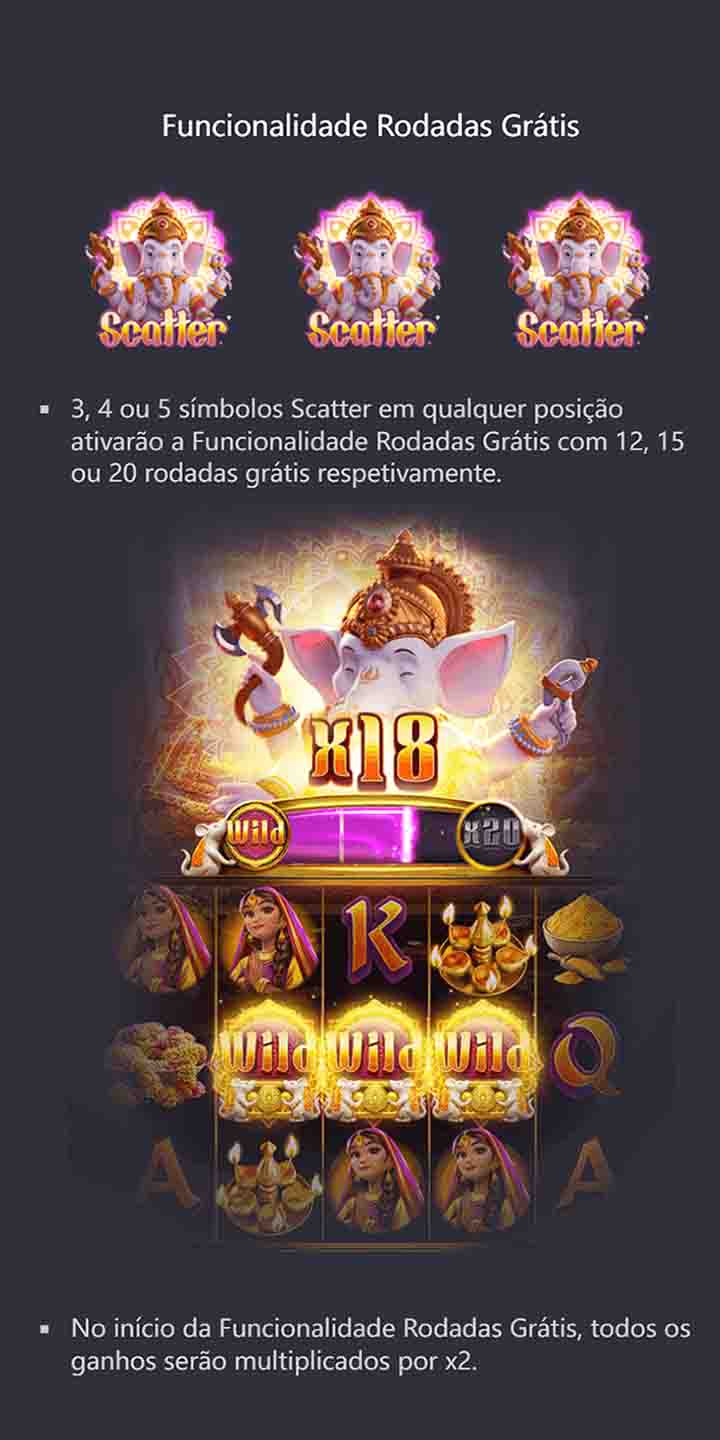 Funcionalidade Rodadas Grátis
Scatter Scatter Scatter
▪ 3, 4 ou 5 símbolos Scatter em qualquer posição
ativarão a Funcionalidade Rodadas Grátis com 12, 15
ou 20 rodadas grátis respetivamente.
x18
Wild x20
K
Wild Wild Wild Q
A A
▪ No início da Funcionalidade Rodadas Grátis, todos os
ganhos serão multiplicados por x2.